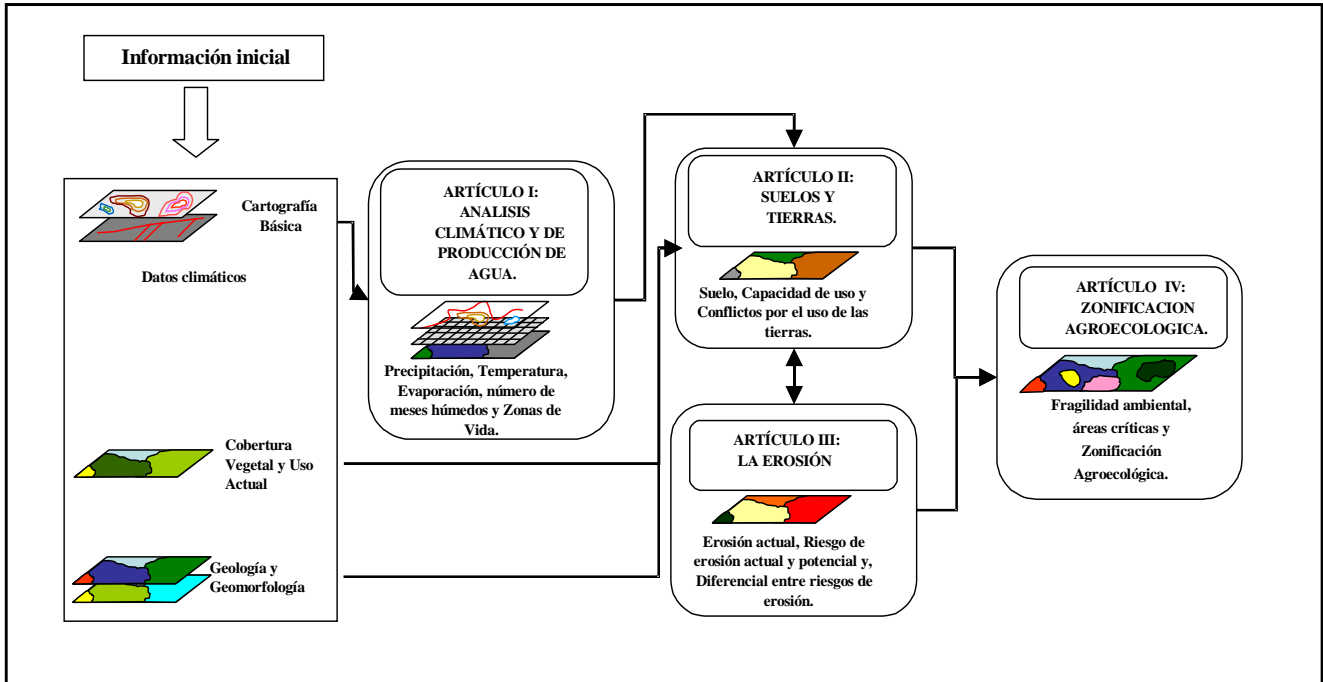 Información inicial
Cartografía
Básica
Datos climáticos
Cobertura
Vegetal y Uso
Actual
Geología y
Geomorfología
ARTÍCULO I:
ANALISIS
CLIMÁTICO Y DE
PRODUCCIÓN DE
AGUA.
Precipitación, Temperatura,
Evaporación, número de
meses húmedos y Zonas de
Vida.
ARTÍCULO II:
SUELOS Y
TIERRAS.
Suelo, Capacidad de uso y
Conflictos por el uso de las
tierras.
ARTÍCULO III:
LA EROSIÓN
Erosión actual, Riesgo de
erosión actual y potencial y,
Diferencial entre riesgos de
erosión.
ARTÍCULO IV:
ZONIFICACION
AGROECOLOGICA.
Fragilidad ambiental,
áreas críticas y
Zonificación
Agroecológica.